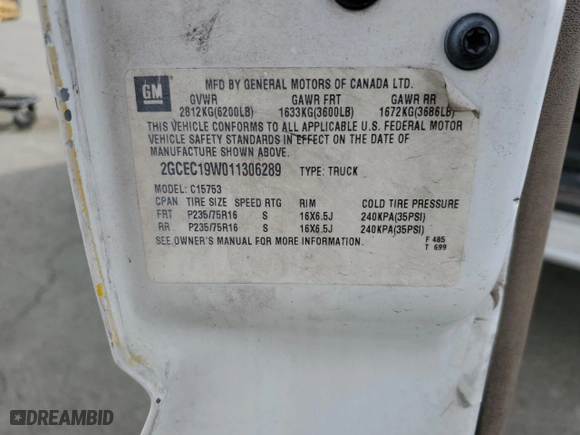 GM
MFD BY GENERAL MOTORS OF CANADA LTD.
GVWR GAWR FRT GAWR RR
2812KG(6200LB) 1633KG(3600LB) 1672KG(3686LB)
THIS VEHICLE CONFORMS TO ALL APPLICABLE U.S. FEDERAL MOTOR
VEHICLE SAFETY STANDARDS IN EFFECT ON THE DATE OF
MANUFACTURE SHOWN ABOVE.
2GCEC19W011306289 TYPE: TRUCK
MODEL: C15753
CPAN TIRE SIZE SPEED RTG RIM COLD TIRE PRESSURE
FRT P235/75R16 S 16X6.5J 240KPA(35PSI)
RR P235/75R16 S 16X6.5J 240KPA(35PSI)
SEE OWNER'S MANUAL FOR MORE INFORMATION.
F 485
T 699
DREAMBID